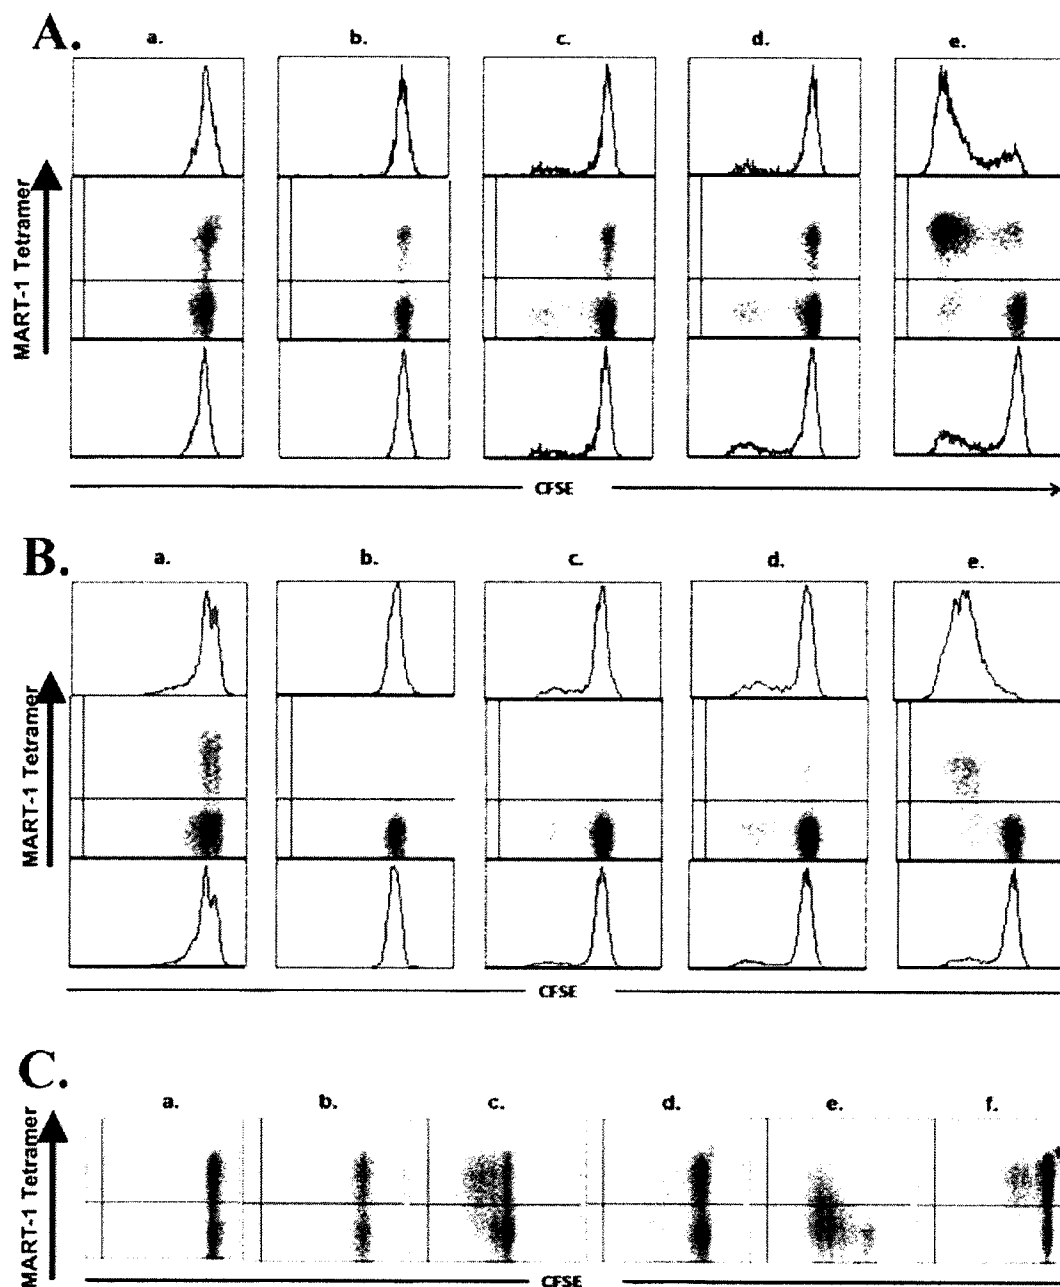 A.
a. b. c. d. e.
MART-1 Tetramer
CFSE
B.
a. b. c. d. e.
MART-1 Tetramer
CFSE
C.
a. b. c. d. e. f.
MART-1 Tetramer
CFSE